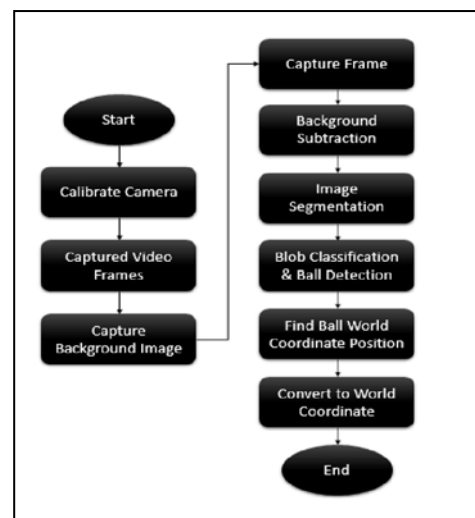 Start
Calibrate Camera
Captured Video
Frames
Capture
Background Image
Capture Frame
Background
Subtraction
Image
Segmentation
Blob Classification
& Ball Detection
Find Ball World
Coordinate Position
Convert to World
Coordinate
End